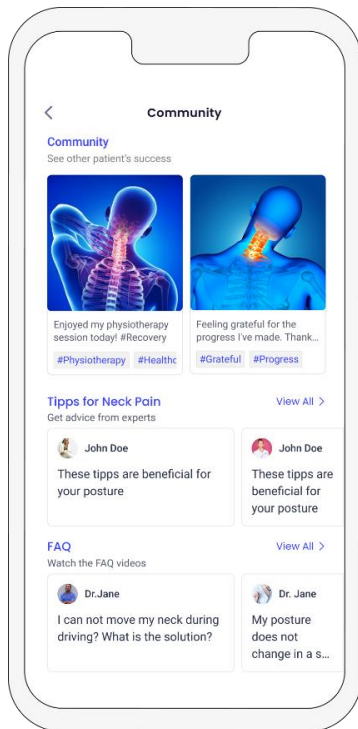 Community
Community
See other patient's success
Enjoyed my physiotherapy
session today! #Recovery
#Physiotherapy #Healthc
Feeling grateful for the
progress I've made. Thank...
#Grateful #Progress
Tipps for Neck Pain
View All >
Get advice from experts
John Doe
These tipps are beneficial for
your posture
John Doe
These tipps are
beneficial for
your posture
FAQ
View All >
Watch the FAQ videos
Dr.Jane
I can not move my neck during
driving? What is the solution?
Dr. Jane
My posture
does not
change in a s...